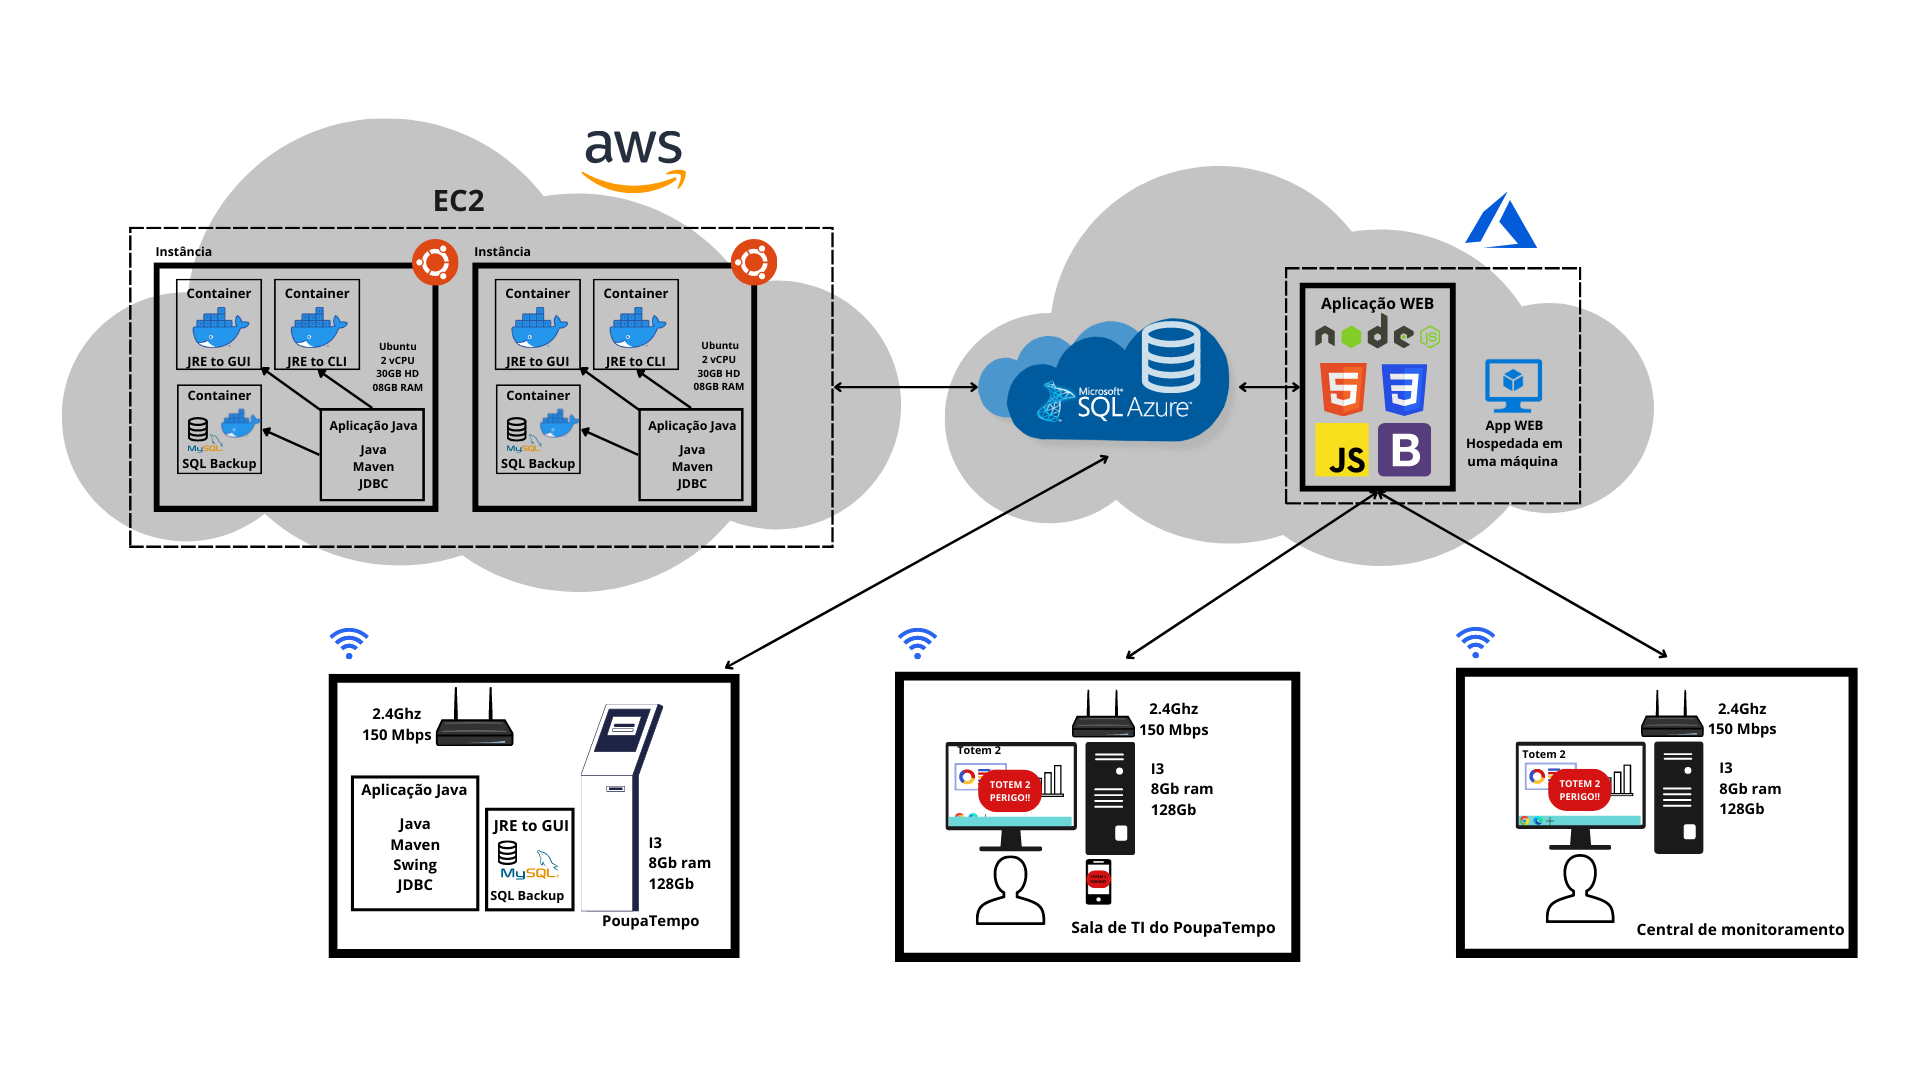 aws
EC2
Instância
Container
JRE to GUI
Container
JRE to CLI
Ubuntu
2 vCPU
30GB HD
08GB RAM
Container
MySQL
SQL Backup
Aplicação Java
Java
Maven
JDBC
Instância
Container
JRE to GUI
Container
JRE to CLI
Ubuntu
2 vCPU
30GB HD
08GB RAM
Container
MySQL
SQL Backup
Aplicação Java
Java
Maven
JDBC
Microsoft®
SQL Azure™
Aplicação WEB
node
JS
5
3
JS
B
App WEB
Hospedada em
uma máquina
2.4Ghz
150 Mbps
Aplicação Java
Java
Maven
Swing
JDBC
JRE to GUI
MySQL
SQL Backup
I3
8Gb ram
128Gb
PoupaTempo
2.4Ghz
150 Mbps
Totem 2
TOTEM 2
PERIGO!!
I3
8Gb ram
128Gb
Sala de TI do PoupaTempo
2.4Ghz
150 Mbps
Totem 2
TOTEM 2
PERIGO!!
I3
8Gb ram
128Gb
Central de monitoramento